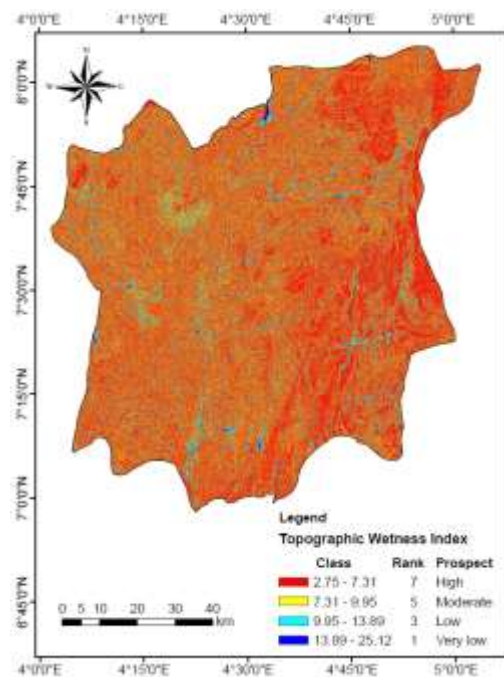 4°0'0"E 4°15'0"E 4°30'0"E 4°45'0"E 5°0'0"E
8°0'0"N
7°45'0"N
7°30'0"N
7°15'0"N
7°0'0"N
6°45'0"N
N
Legend
Topographic Wetness Index
Class Rank Prospect
2.75 - 7.31 7 High
7.31 - 9.95 5 Moderate
9.95 - 13.89 3 Low
13.89 - 25.12 1 Very low
0 5 10 20 30 40
km
4°0'0"E 4°15'0"E 4°30'0"E 4°45'0"E 5°0'0"E